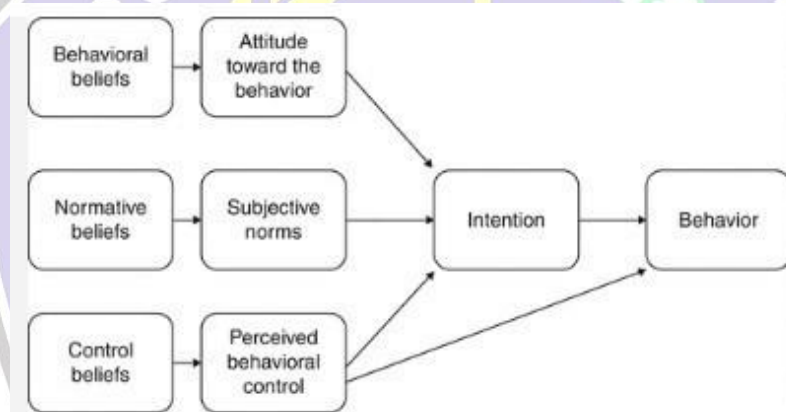 Behavioral
beliefs
Attitude
toward the
behavior
Normative
beliefs
Subjective
norms
Intention
Behavior
Control
beliefs
Perceived
behavioral
control